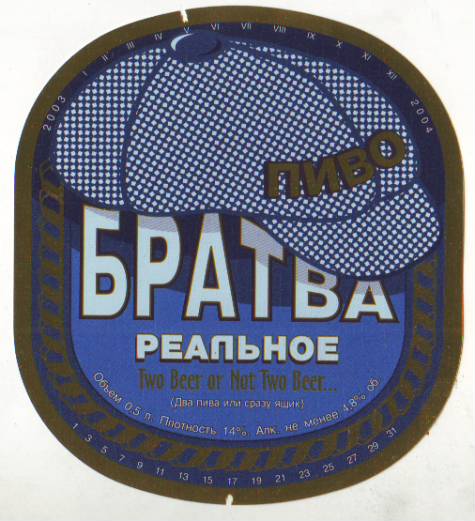 2003 I II III IV V VI VII VIII IX X XI XII 2004
ПИВО
БРАТВА
РЕАЛЬНОЕ
Two Beer or Not Two Beer...
(Два пива или сразу ящик)
Объем 0,5 л. Плотность 14%. Алк. не менее 4,8% об
1 3 5 7 9 11 13 15 17 19 21 23 25 27 29 31